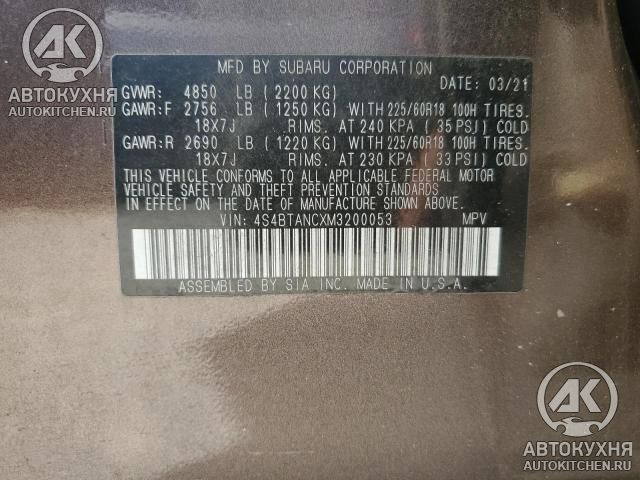 АК
АВТОКУХНЯ
AUTOKITCHEN.RU
MFD BY SUBARU CORPORATION
DATE: 03/21
GVWR: 4850 LB (2200 KG)
GAWR:F 2756 LB (1250 KG) WITH 225/60R18 100H TIRES.
18X7J RIMS. AT 240 KPA (35 PSI) COLD
GAWR:R 2690 LB (1220 KG) WITH 225/60R18 100H TIRES.
18X7J RIMS. AT 230 KPA (33 PSI) COLD
THIS VEHICLE CONFORMS TO ALL APPLICABLE FEDERAL MOTOR
VEHICLE SAFETY AND THEFT PREVENTION STANDARDS IN
EFFECT ON THE DATE OF MANUFACTURE SHOWN ABOVE.
VIN: 4S4BTANCXM3200053 MPV
ASSEMBLED BY SIA INC. MADE IN U.S.A.
АК
АВТОКУХНЯ
AUTOKITCHEN.RU